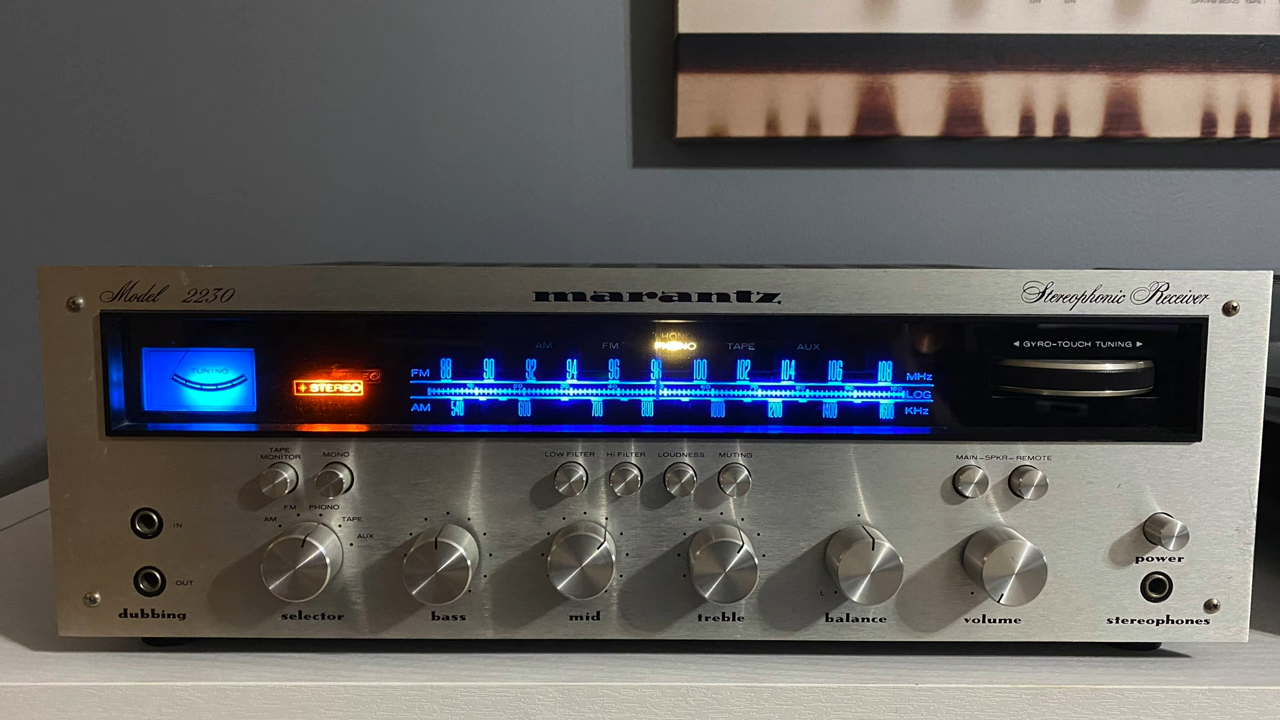 Model 2230
marantz
Stereophonic Receiver
TUNING
STEREO
AM FM PHONO TAPE AUX
FM 88 90 92 94 96 98 100 102 104 106 108 MHz
LOG
AM 540 600 700 800 1000 1200 1400 1600 KHz
◄ GYRO-TOUCH TUNING ►
TAPE MONITOR
MONO
LOW FILTER
HI FILTER
LOUDNESS
MUTING
MAIN-SPKR-REMOTE
IN
OUT
dubbing
AM FM PHONO TAPE AUX
selector
bass
mid
treble
L
balance
volume
power
stereophones